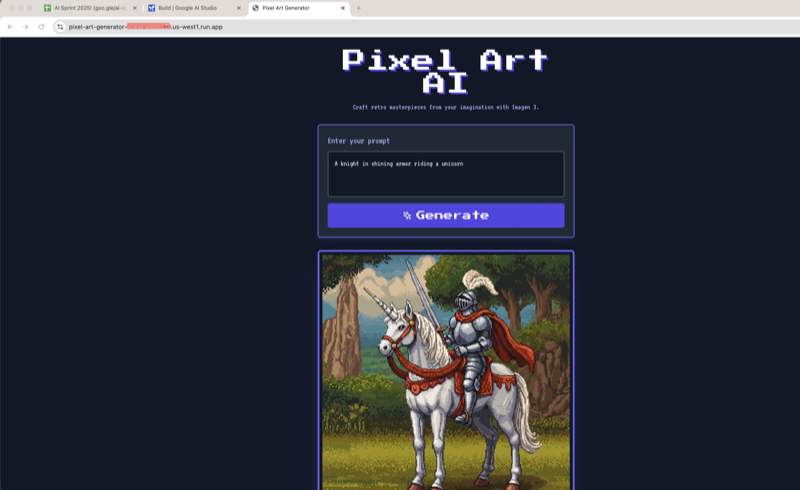 AI Sprint 2025! (goo.gle/ai-
Build | Google AI Studio
Pixel Art Generator
pixel-art-generator- .us-west1.run.app
Pixel Art
AI
Craft retro masterpieces from your imagination with Imagen 3.
Enter your prompt
A knight in shining armor riding a unicorn
Generate